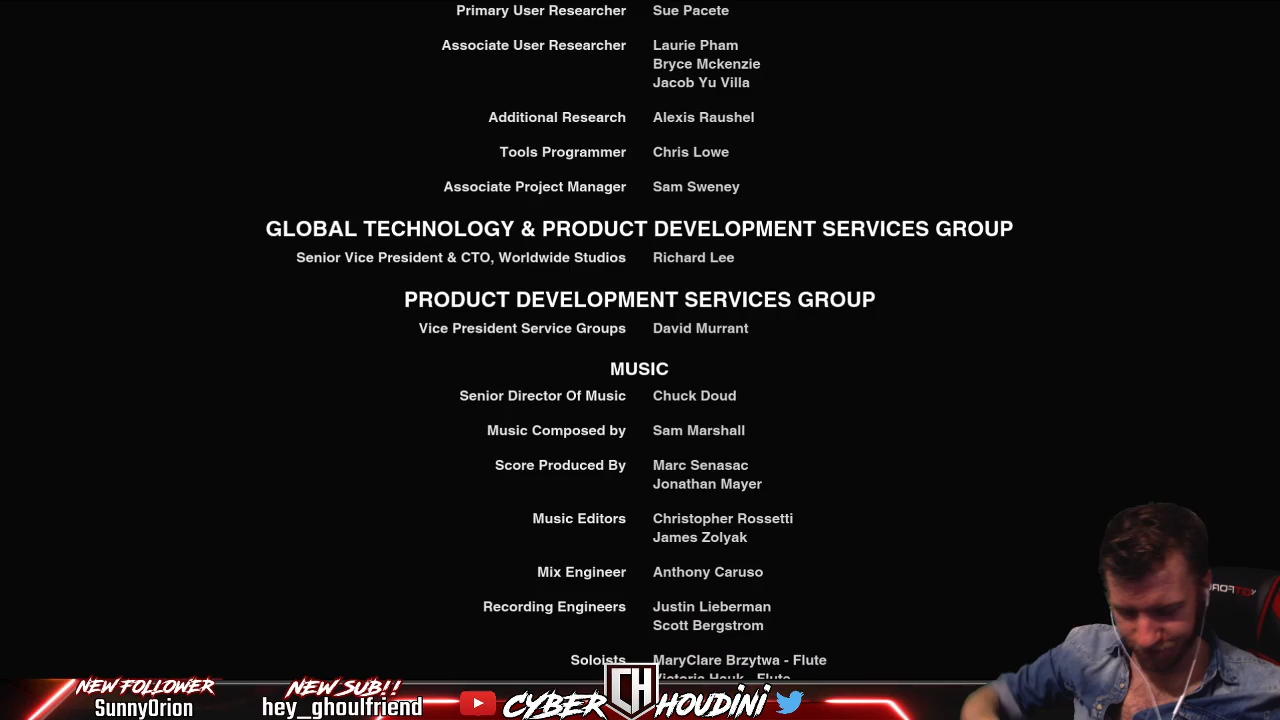 Primary User Researcher Sue Pacete
Associate User Researcher Laurie Pham
Bryce Mckenzie
Jacob Yu Villa
Additional Research Alexis Raushel
Tools Programmer Chris Lowe
Associate Project Manager Sam Sweney
GLOBAL TECHNOLOGY & PRODUCT DEVELOPMENT SERVICES GROUP
Senior Vice President & CTO, Worldwide Studios Richard Lee
PRODUCT DEVELOPMENT SERVICES GROUP
Vice President Service Groups David Murrant
MUSIC
Senior Director Of Music Chuck Doud
Music Composed by Sam Marshall
Score Produced By Marc Senasac
Jonathan Mayer
Music Editors Christopher Rossetti
James Zolyak
Mix Engineer Anthony Caruso
Recording Engineers Justin Lieberman
Scott Bergstrom
Soloists MaryClare Brzytwa - Flute
Victoria Hauk - Flute
NEW FOLLOWER
SunnyOrion
NEW SUB!!
hey_ghoulfriend
CYBER CH HOUDINI